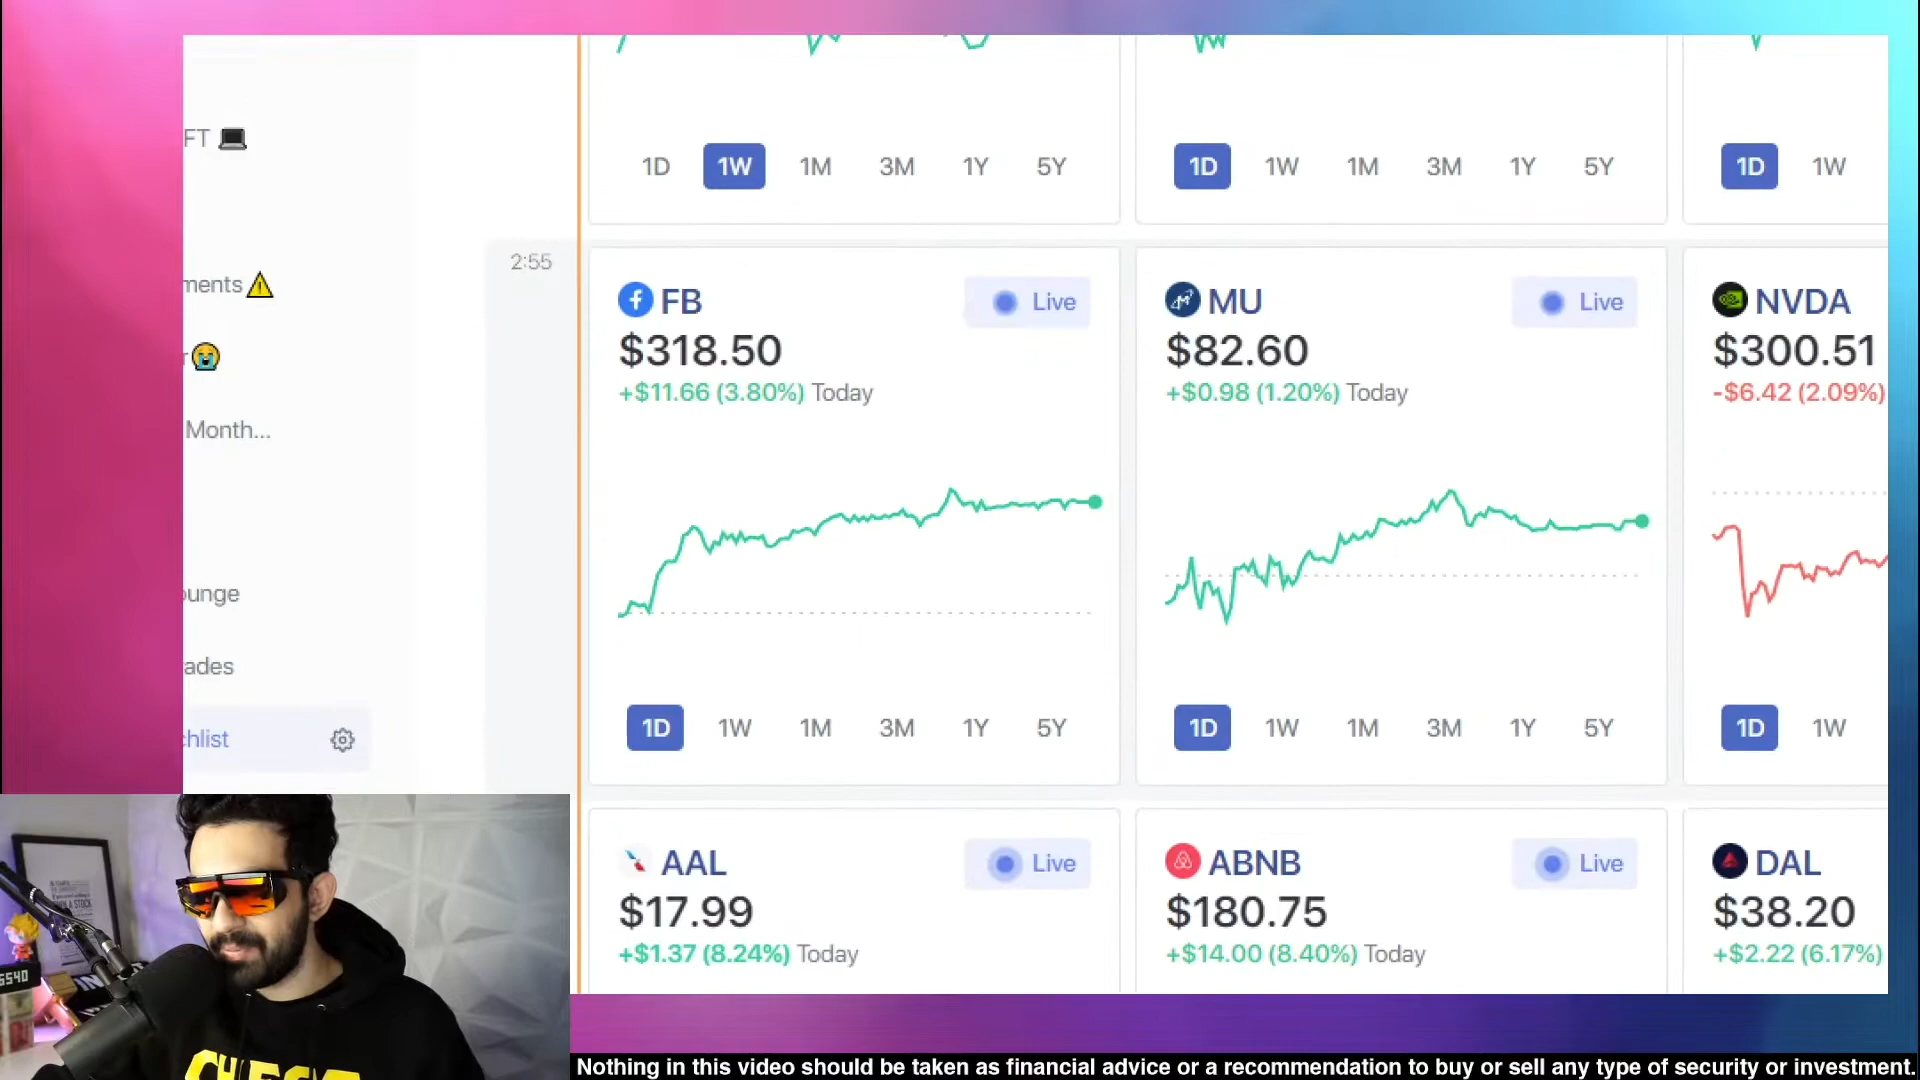 FT
1D 1W 1M 3M 1Y 5Y
1D 1W 1M 3M 1Y 5Y
1D 1W
2:55
ments
Month...
ounge
ades
chlist
FB Live
$318.50
+$11.66 (3.80%) Today
1D 1W 1M 3M 1Y 5Y
MU Live
$82.60
+$0.98 (1.20%) Today
1D 1W 1M 3M 1Y 5Y
NVDA
$300.51
-$6.42 (2.09%)
1D 1W
AAL Live
$17.99
+$1.37 (8.24%) Today
ABNB Live
$180.75
+$14.00 (8.40%) Today
DAL
$38.20
+$2.22 (6.17%)
Nothing in this video should be taken as financial advice or a recommendation to buy or sell any type of security or investment.